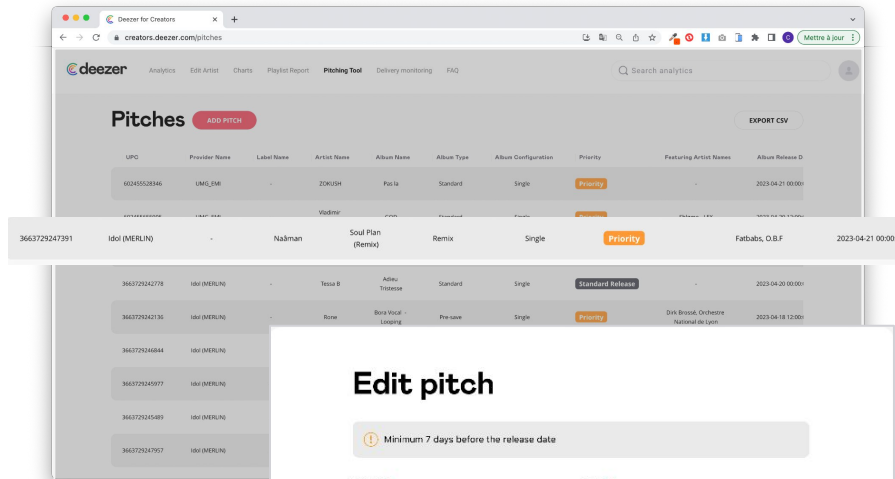 Deezer for Creators
creators.deezer.com/pitches
Mettre à jour
deezer Analytics Edit Artist Charts Playlist Report Pitching Tool Delivery monitoring FAQ Search analytics
Pitches ADD PITCH EXPORT CSV
UPC Provider Name Label Name Artist Name Album Name Album Type Album Configuration Priority Featuring Artist Names Album Release D
602455528346 UMG_EMI - ZOKUSH Pas la Standard Single Priority - 2023-04-21 00:00:
Vladimir
3663729247391 Idol (MERLIN) - Naâman Soul Plan (Remix) Remix Single Priority Fatbabs, O.B.F 2023-04-21 00:00
3663729242778 Idol (MERLIN) - Tessa B Adieu Tristesse Standard Single Standard Release - 2023-04-20 00:00:
3663729242136 Idol (MERLIN) - Rone Bora Vocal - Looping Pre-save Single Priority Dirk Brossé, Orchestre National de Lyon 2023-04-18 12:00:
3663729246844 Idol (MERLIN)
3663729245977 Idol (MERLIN)
3663729245489 Idol (MERLIN)
3663729247957 Idol (MERLIN)
Edit pitch
Minimum 7 days before the release date